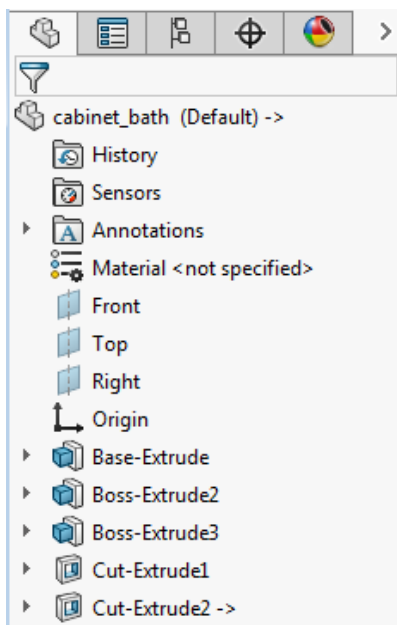 cabinet_bath (Default) ->
History
Sensors
Annotations
Material <not specified>
Front
Top
Right
Origin
Base-Extrude
Boss-Extrude2
Boss-Extrude3
Cut-Extrude1
Cut-Extrude2 ->